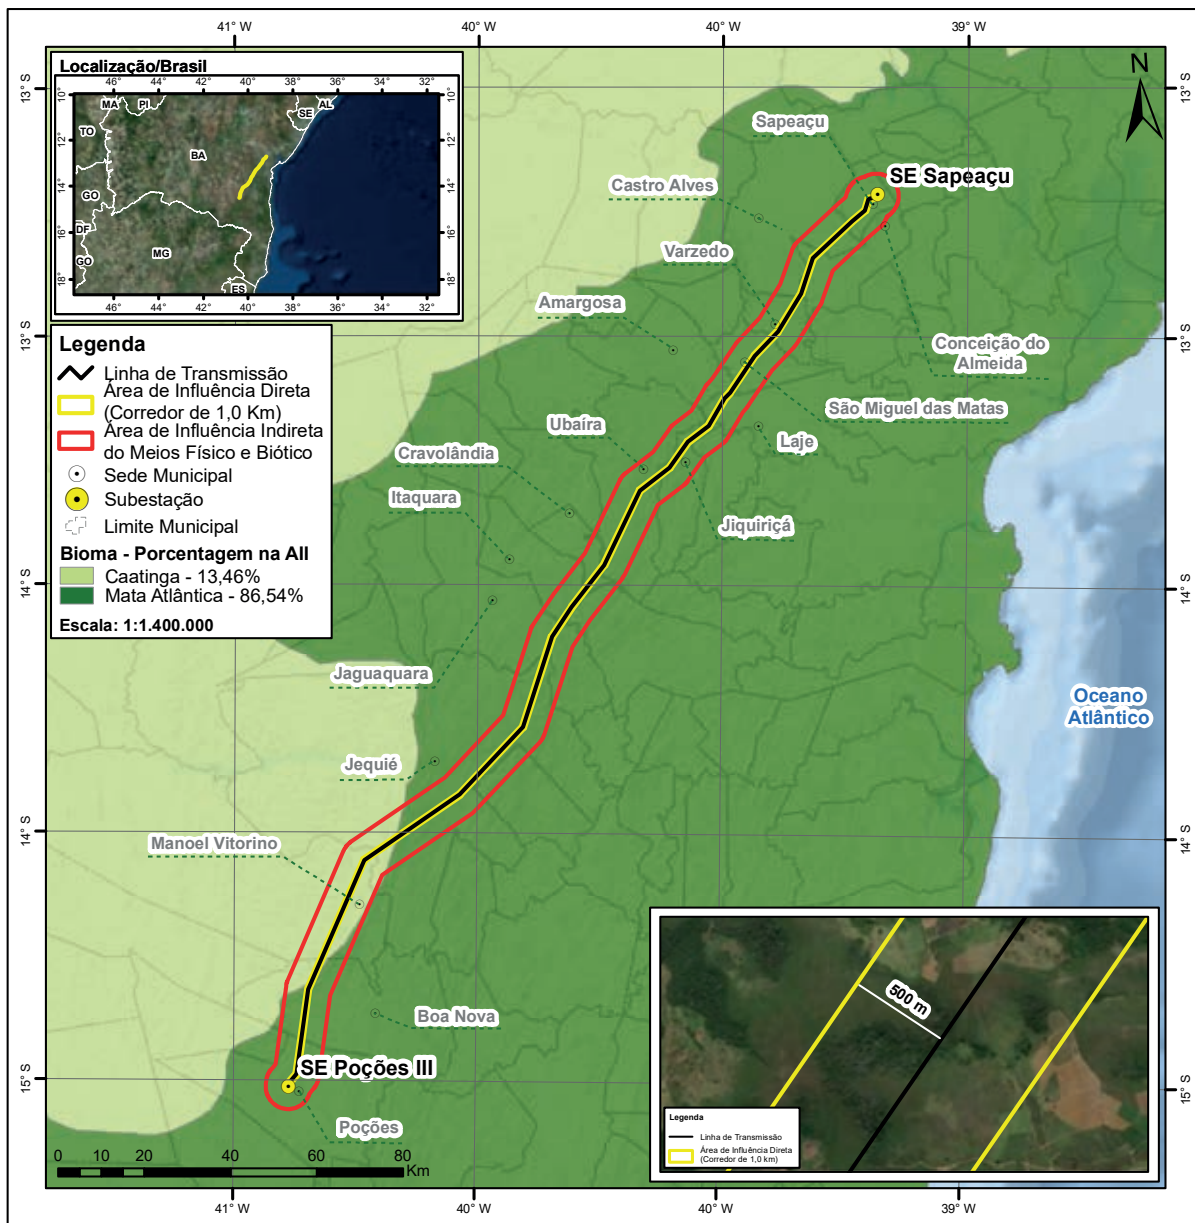 41° W
40° W
40° W
39° W
13° S
13° S
13° S
13° S
14° S
14° S
14° S
14° S
15° S
15° S
41° W
40° W
40° W
39° W
N
Localização/Brasil
46°
44°
42°
40°
38°
36°
34°
32°
10°
12°
14°
16°
18°
10°
12°
14°
16°
18°
46°
44°
42°
40°
38°
36°
34°
32°
MA
PI
SE
AL
TO
BA
GO
DF
GO
MG
ES
Legenda
Linha de Transmissão
Área de Influência Direta
(Corredor de 1,0 Km)
Área de Influência Indireta
do Meios Físico e Biótico
Sede Municipal
Subestação
Limite Municipal
Bioma - Porcentagem na AII
Caatinga - 13,46%
Mata Atlântica - 86,54%
Escala: 1:1.400.000
Sapeaçu
SE Sapeaçu
Castro Alves
Varzedo
Amargosa
Conceição do
Almeida
São Miguel das Matas
Ubaíra
Laje
Cravolândia
Itaquara
Jiquiriçá
Jaguaquara
Oceano
Atlântico
Jequié
Manoel Vitorino
Boa Nova
SE Poções III
Poções
0 10 20 40 60 80
Km
500 m
Legenda
Linha de Transmissão
Área de Influência Direta
(Corredor de 1,0 km)